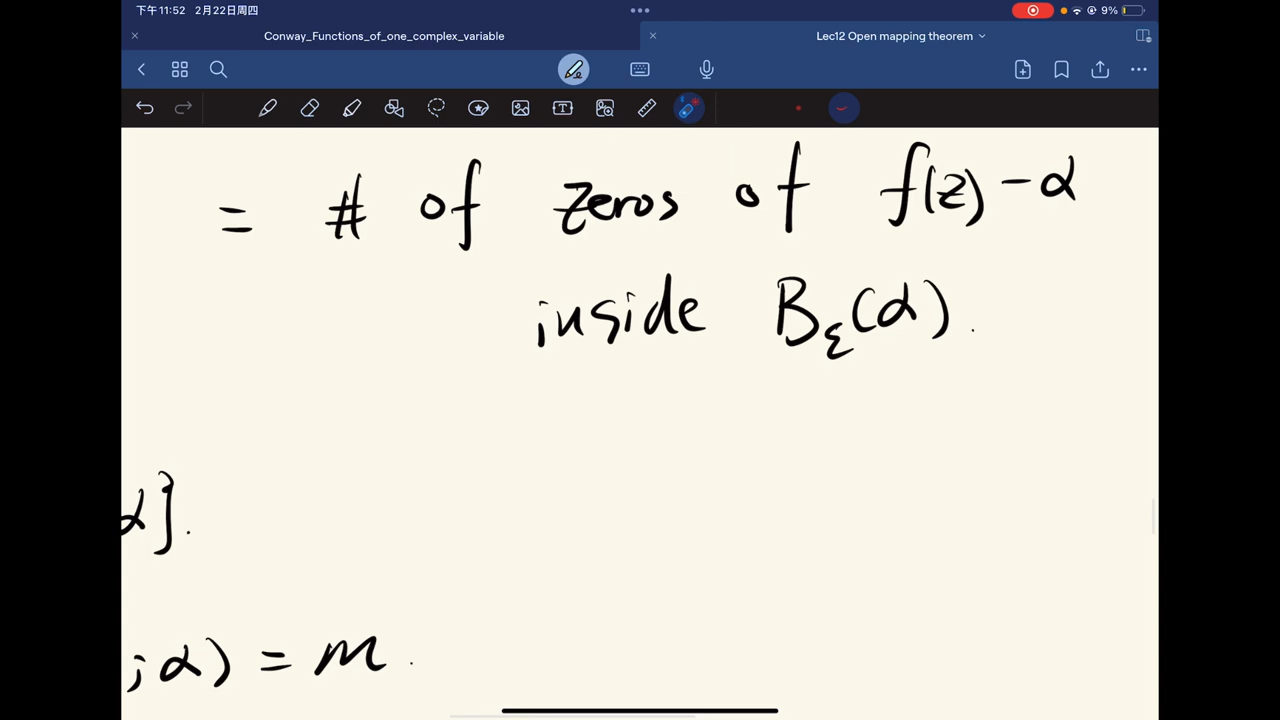 下午11:52 2月22日周四
9%
Conway_Functions_of_one_complex_variable
Lec12 Open mapping theorem
= # of zeros of f(z) - α
inside B_ε(α).
α].
; α) = m.